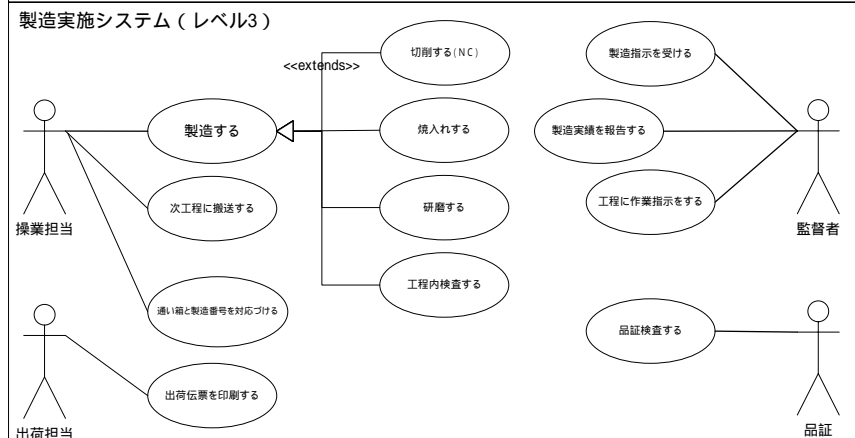 製造実施システム（レベル3）
<<extends>>
切削する(NC)
製造指示を受ける
製造する
焼入れする
製造実績を報告する
次工程に搬送する
研磨する
工程に作業指示をする
操業担当
監督者
工程内検査する
通い箱と製造番号を対応づける
品証検査する
出荷伝票を印刷する
出荷担当
品証